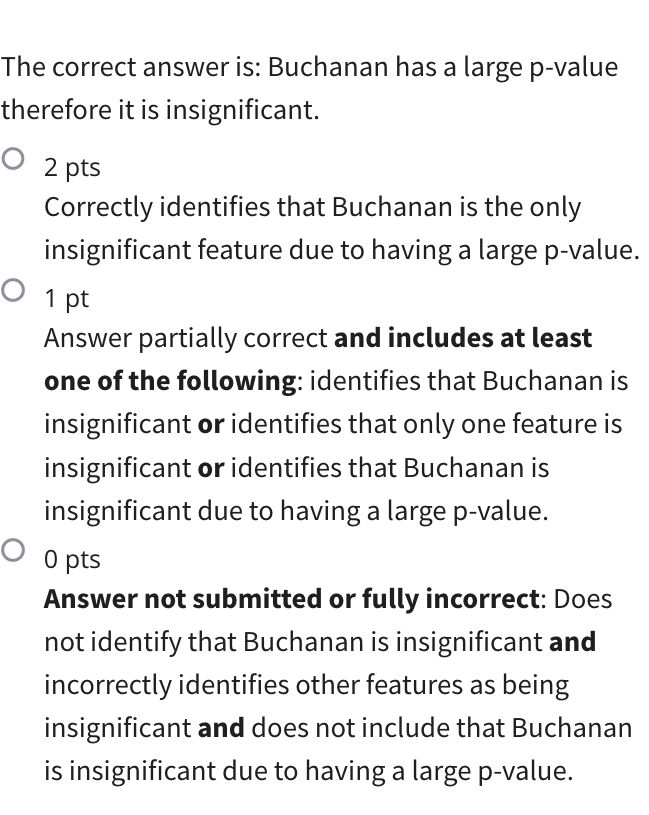 The correct answer is: Buchanan has a large p-value
therefore it is insignificant.
2 pts
Correctly identifies that Buchanan is the only
insignificant feature due to having a large p-value.
1 pt
Answer partially correct and includes at least
one of the following: identifies that Buchanan is
insignificant or identifies that only one feature is
insignificant or identifies that Buchanan is
insignificant due to having a large p-value.
0 pts
Answer not submitted or fully incorrect: Does
not identify that Buchanan is insignificant and
incorrectly identifies other features as being
insignificant and does not include that Buchanan
is insignificant due to having a large p-value.